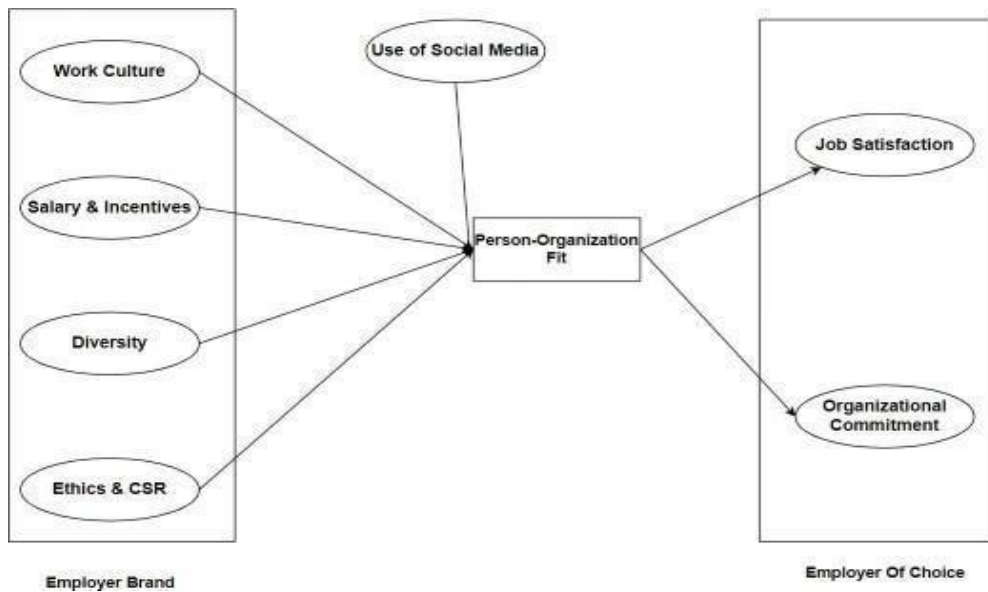 Work Culture
Salary & Incentives
Diversity
Ethics & CSR
Employer Brand
Use of Social Media
Person-Organization
Fit
Job Satisfaction
Organizational
Commitment
Employer Of Choice